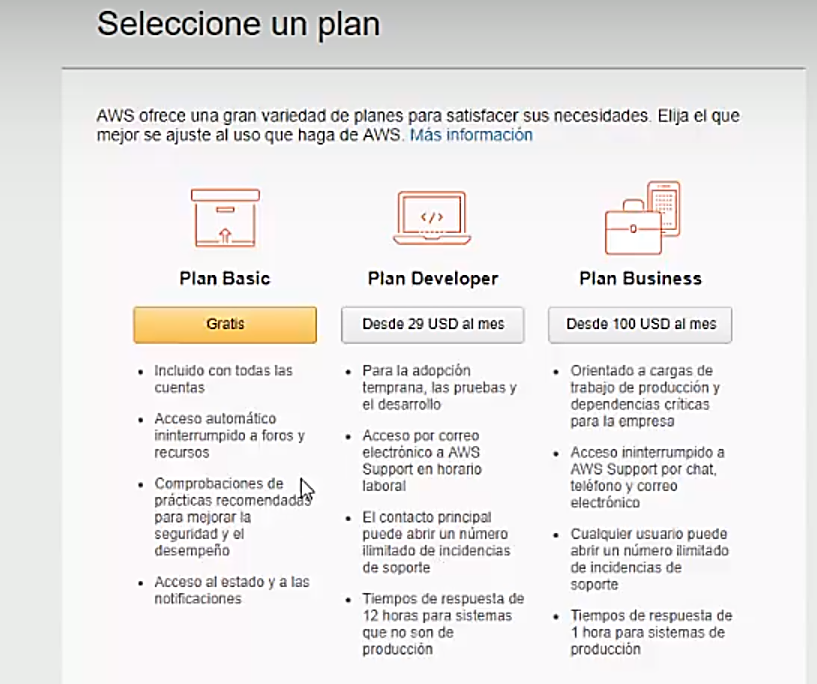 Seleccione un plan
AWS ofrece una gran variedad de planes para satisfacer sus necesidades. Elija el que
mejor se ajuste al uso que haga de AWS. Más información
</>
Plan Basic
Gratis
• Incluido con todas las
cuentas
• Acceso automático
ininterrumpido a foros y
recursos
• Comprobaciones de
prácticas recomendadas
para mejorar la
seguridad y el
desempeño
• Acceso al estado y a las
notificaciones
Plan Developer
Desde 29 USD al mes
• Para la adopción
temprana, las pruebas y
el desarrollo
• Acceso por correo
electrónico a AWS
Support en horario
laboral
• El contacto principal
puede abrir un número
ilimitado de incidencias
de soporte
• Tiempos de respuesta de
12 horas para sistemas
que no son de
producción
Plan Business
Desde 100 USD al mes
• Orientado a cargas de
trabajo de producción y
dependencias críticas
para la empresa
• Acceso ininterrumpido a
AWS Support por chat,
teléfono y correo
electrónico
• Cualquier usuario puede
abrir un número ilimitado
de incidencias de
soporte
• Tiempos de respuesta de
1 hora para sistemas de
producción